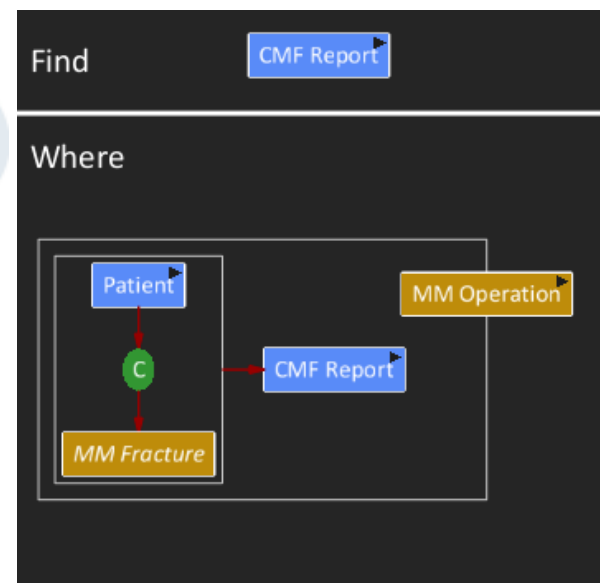 Find
CMF Report
Where
Patient
MM Operation
C
CMF Report
MM Fracture